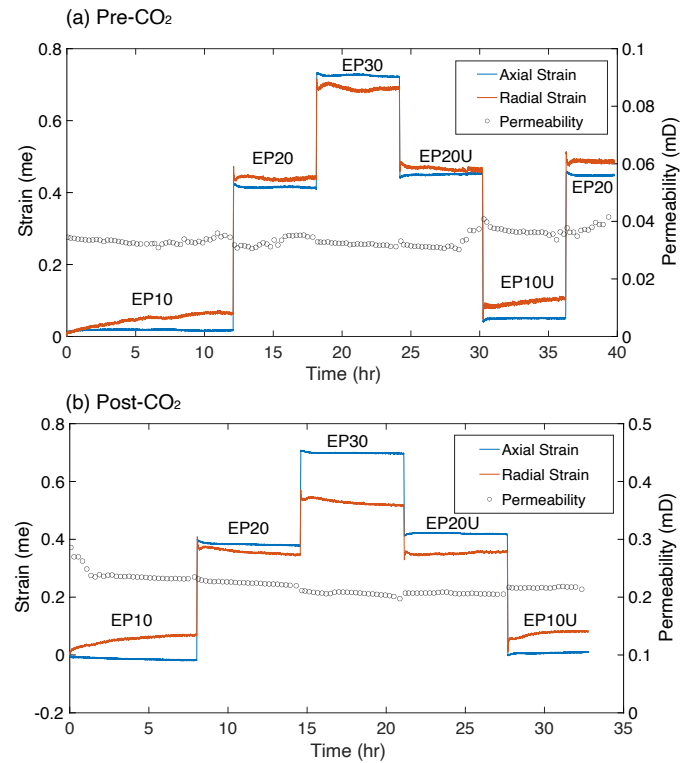 (a) Pre-CO₂
0.8
0.6
0.4
0.2
0
Strain (me)
0.1
0.08
0.06
0.04
0.02
0
Permeability (mD)
Axial Strain
Radial Strain
Permeability
EP30
EP20
EP20U
EP20
EP10
EP10U
0 5 10 15 20 25 30 35 40
Time (hr)
(b) Post-CO₂
0.8
0.6
0.4
0.2
0
-0.2
Strain (me)
0.5
0.4
0.3
0.2
0.1
0
Permeability (mD)
Axial Strain
Radial Strain
Permeability
EP30
EP20
EP20U
EP10
EP10U
0 5 10 15 20 25 30 35
Time (hr)